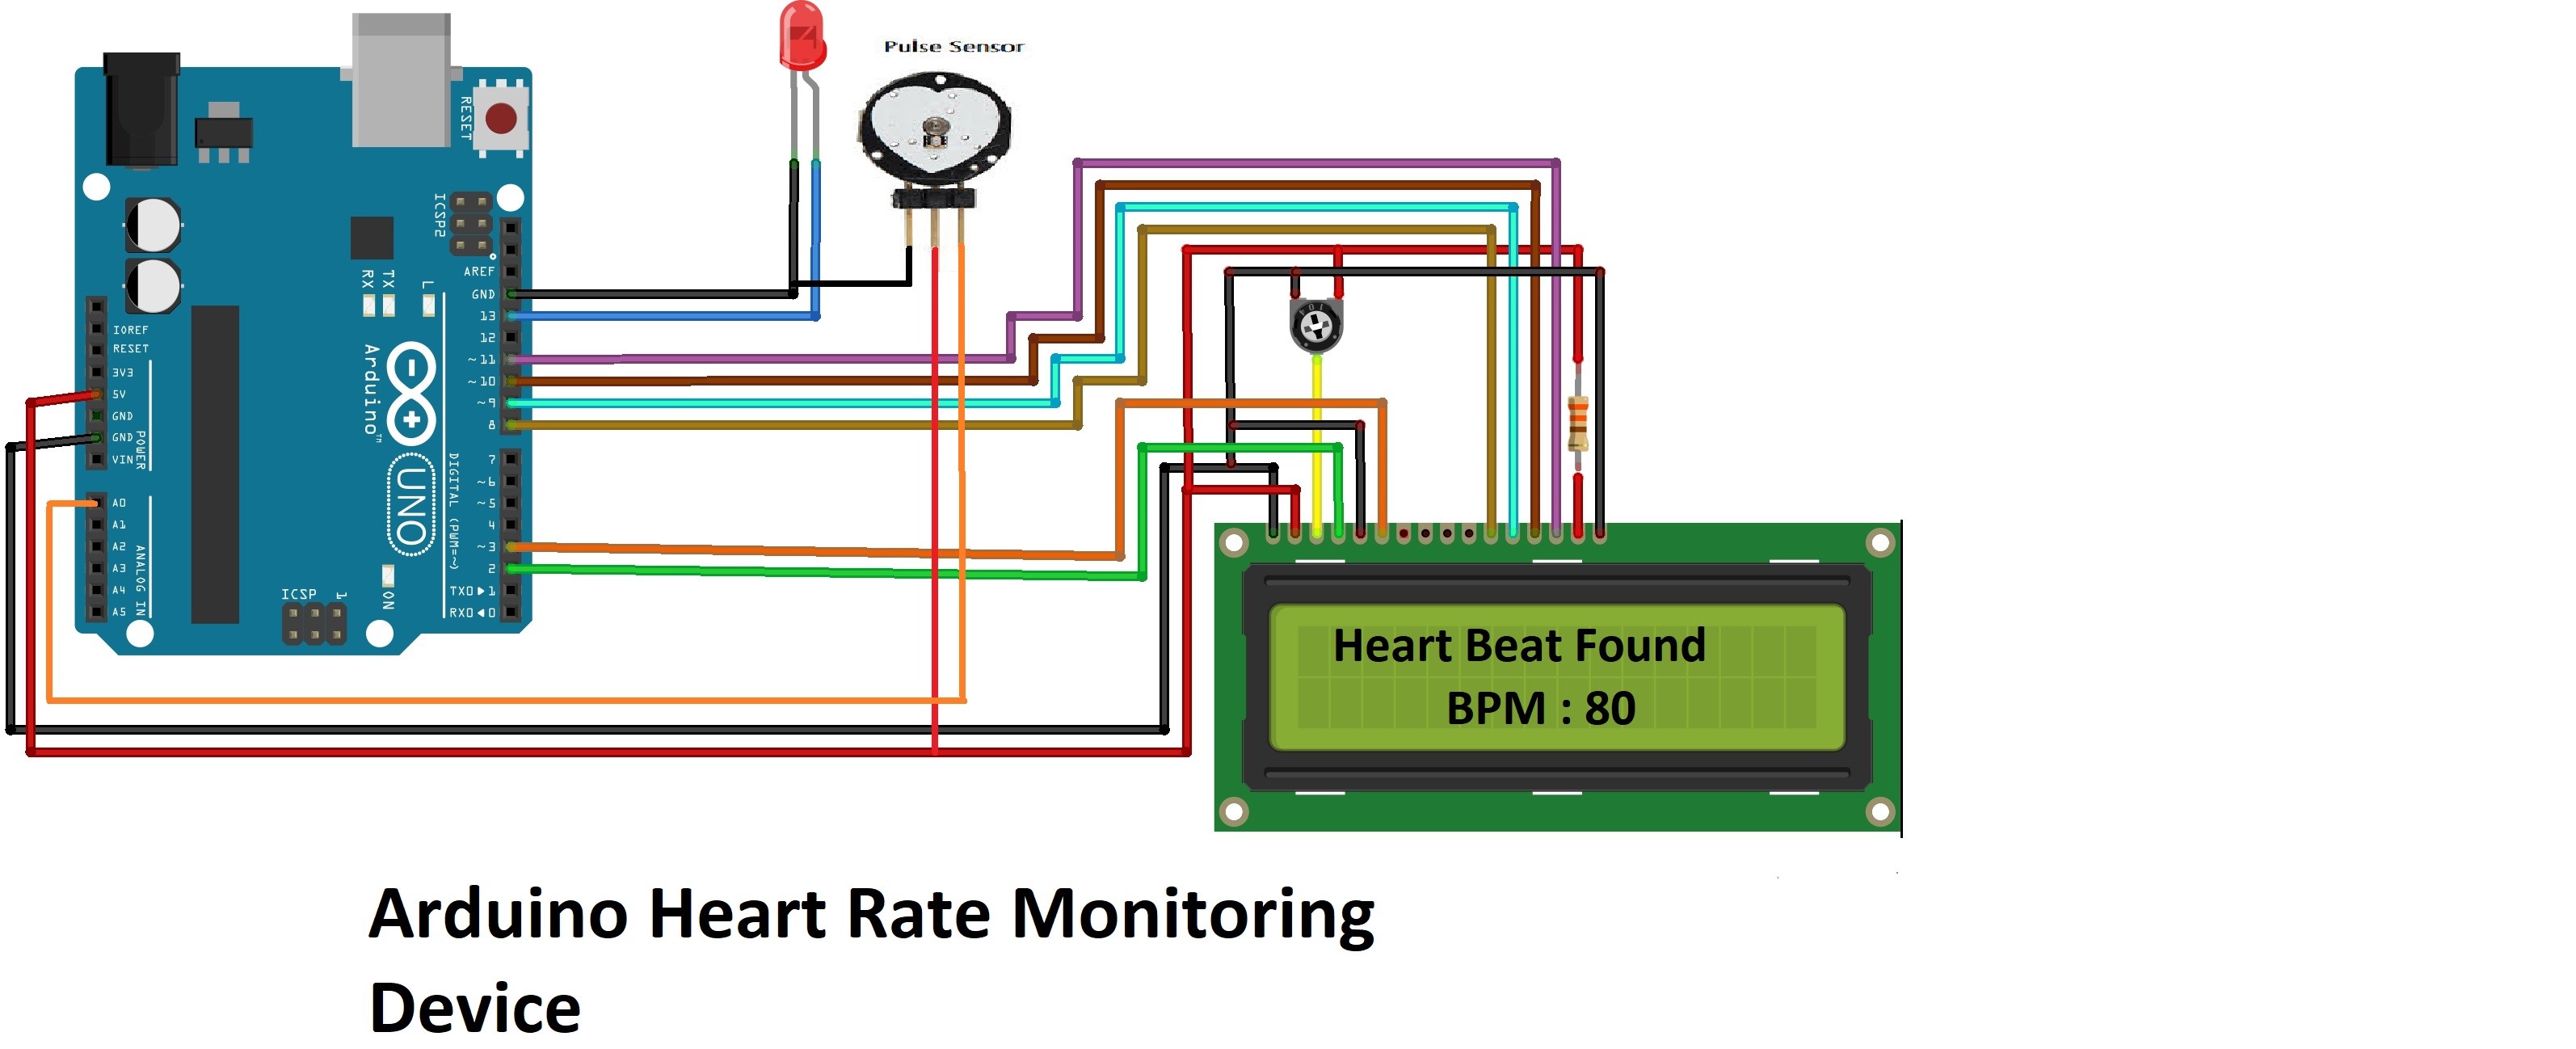 Pulse Sensor
RESET
ICSP2
AREF
GND
13
12
~11
~10
~9
8
7
~6
~5
4
~3
2
TX0▶1
RX0◀0
DIGITAL (PWM=~)
RX
TX
L
IOREF
RESET
3V3
5V
GND
GND
VIN
POWER
A0
A1
A2
A3
A4
A5
ANALOG IN
Arduino™
UNO
ICSP
1
ON
Heart Beat Found
BPM : 80
Arduino Heart Rate Monitoring
Device